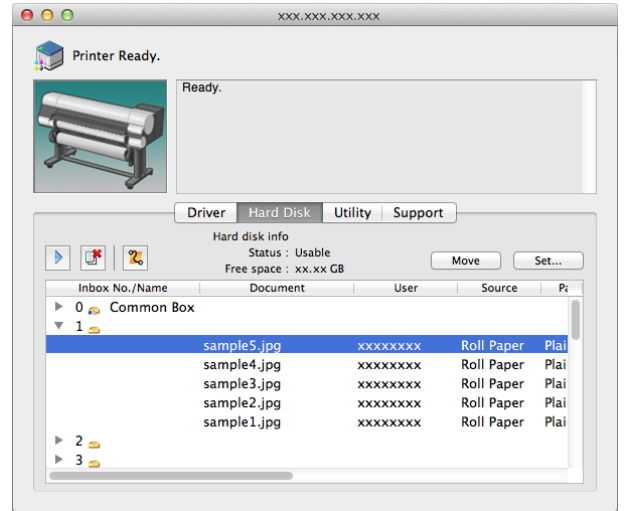 xxx.xxx.xxx.xxx
Printer Ready.
Ready.
Driver Hard Disk Utility Support
Hard disk info
Status : Usable
Free space : xx.xx GB
Move Set...
Inbox No./Name Document User Source Pa
0 Common Box
1
sample5.jpg xxxxxxxx Roll Paper Plai
sample4.jpg xxxxxxxx Roll Paper Plai
sample3.jpg xxxxxxxx Roll Paper Plai
sample2.jpg xxxxxxxx Roll Paper Plai
sample1.jpg xxxxxxxx Roll Paper Plai
2
3